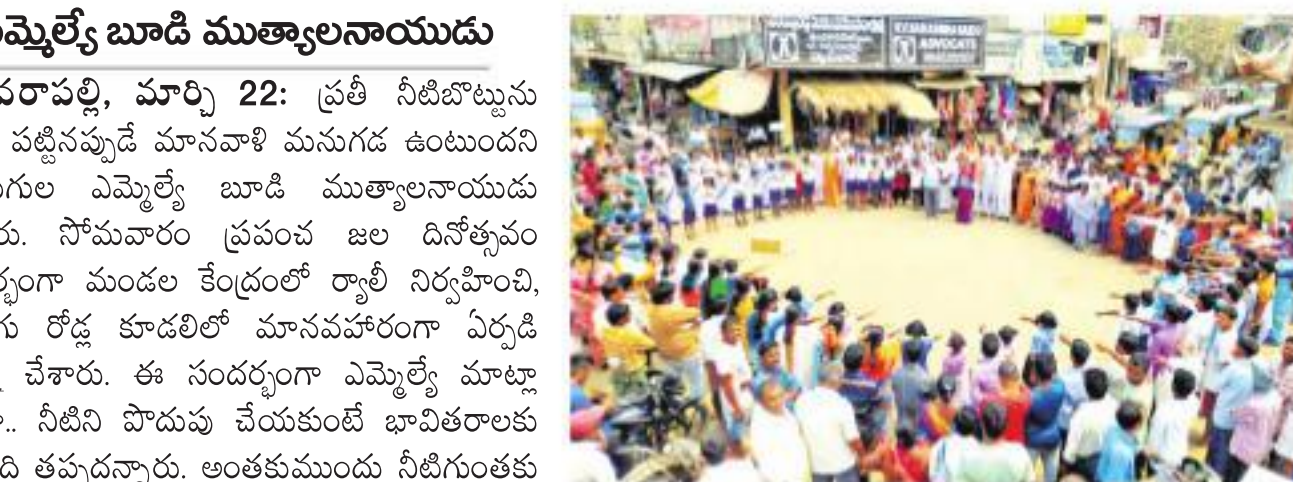 ఎమ్మెల్యే బూడి ముత్యాలనాయుడు
వరాపల్లి, మార్చి 22: ప్రతీ నీటిబొట్టును
పట్టినప్పుడే మానవాళి మనుగడ ఉంటుందని
గుల ఎమ్మెల్యే బూడి ముత్యాలనాయుడు
రు. సోమవారం ప్రపంచ జల దినోత్సవం
ర్భంగా మండల కేంద్రంలో ర్యాలీ నిర్వహించి,
గు రోడ్ల కూడలిలో మానవహారంగా ఏర్పడి
చేశారు. ఈ సందర్భంగా ఎమ్మెల్యే మాట్లా
.. నీటిని పొదుపు చేయకుంటే భావితరాలకు
ది తప్పదన్నారు. అంతకుముందు నీటిగుంతకు
ADVOCATE